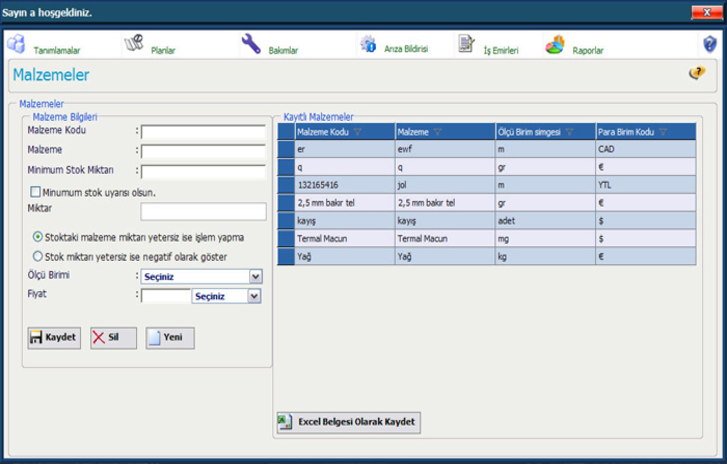 Sayın a hoşgeldiniz.
Tanımlamalar Planlar Bakımlar Arıza Bildirisi İş Emirleri Raporlar
Malzemeler
Malzemeler
Malzeme Bilgileri
Malzeme Kodu :
Malzeme :
Minimum Stok Miktarı :
Minumum stok uyarısı olsun.
Miktar
Stoktaki malzeme miktarı yetersiz ise işlem yapma
Stok miktarı yetersiz ise negatif olarak göster
Ölçü Birimi : Seçiniz
Fiyat : Seçiniz
Kaydet Sil Yeni
Kayıtlı Malzemeler
Malzeme Kodu Malzeme Ölçü Birim simgesi Para Birim Kodu
er ewf m CAD
q q gr €
132165416 jol m YTL
2,5 mm bakır tel 2,5 mm bakır tel gr €
kayış kayış adet $
Termal Macun Termal Macun mg $
Yağ Yağ kg €
Excel Belgesi Olarak Kaydet